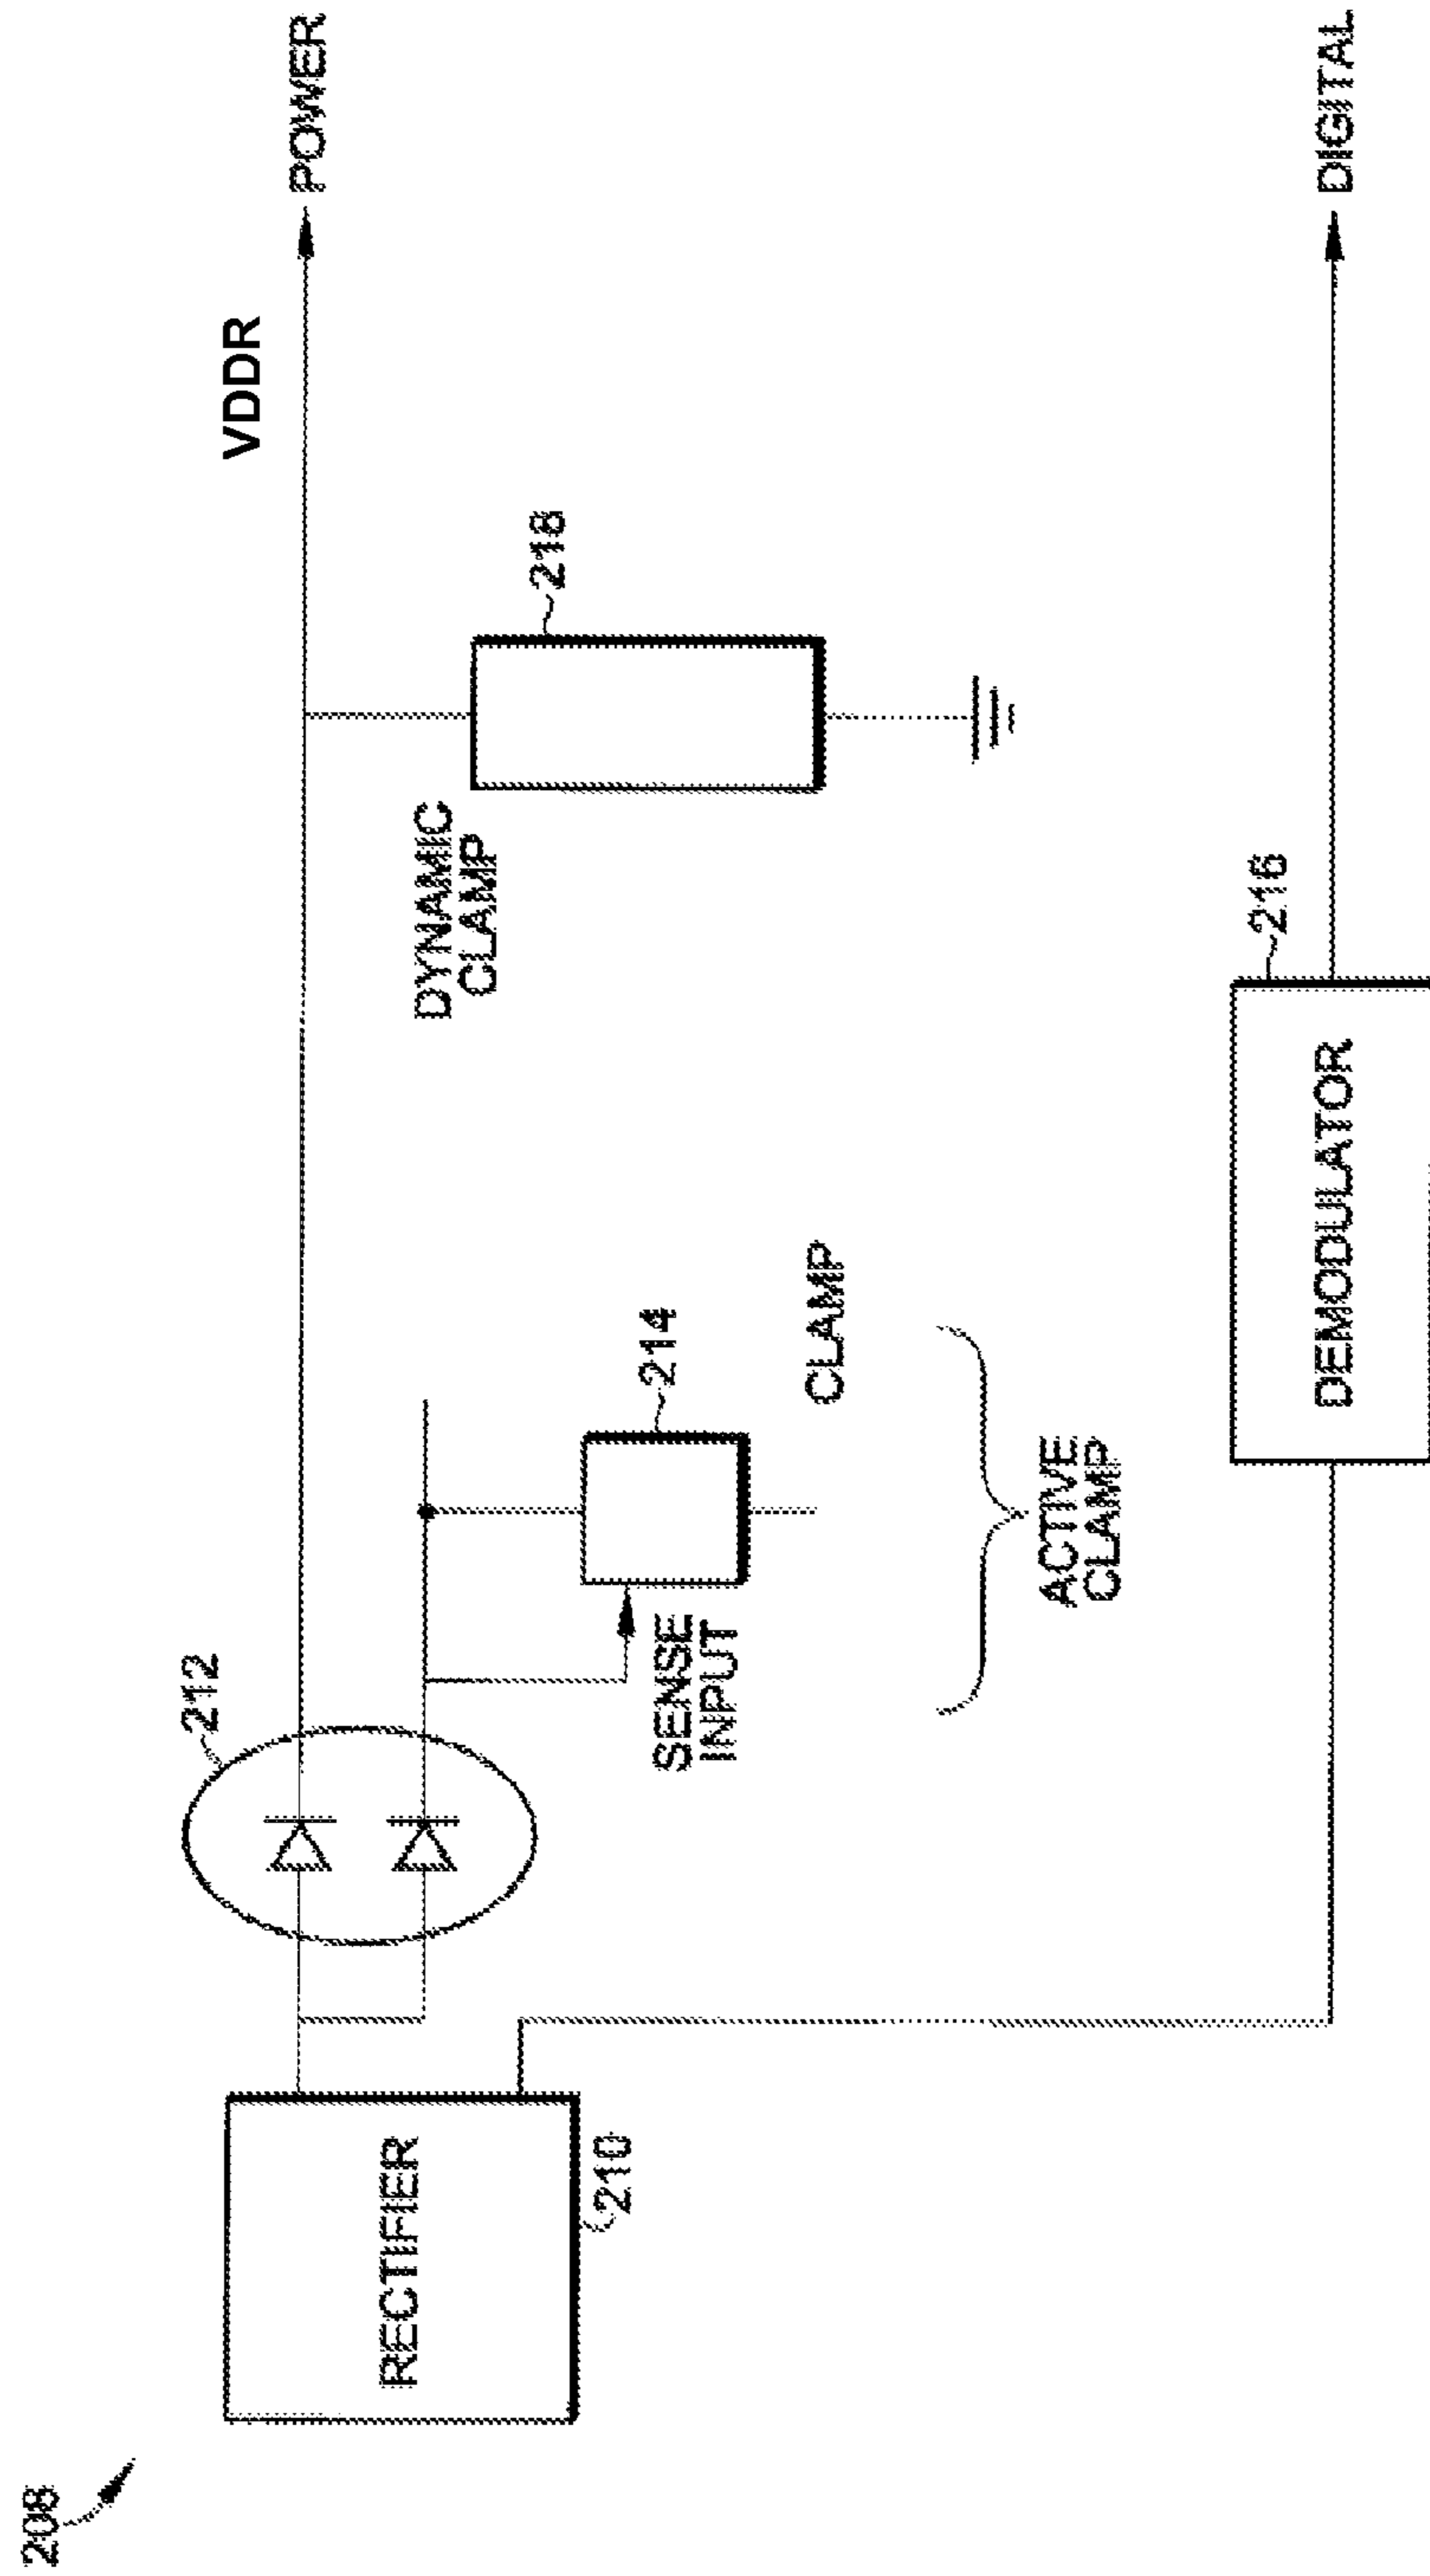 208
RECTIFIER
210
212
SENSE
INPUT
214
CLAMP
ACTIVE
CLAMP
DYNAMIC
CLAMP
218
VDDR
POWER
DEMODULATOR
216
DIGITAL